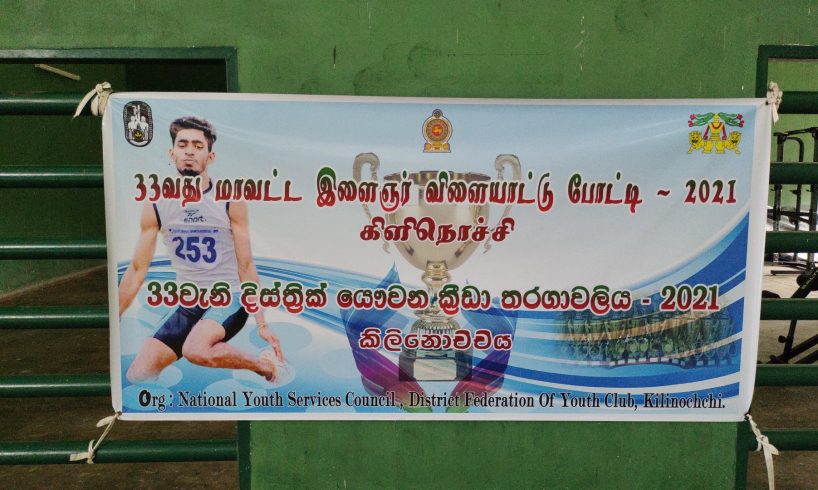 33வது மாவட்ட இளைஞர் விளையாட்டு போட்டி ~ 2021
கிளிநொச்சி
33වැනි දිස්ත්‍රික් යෞවන ක්‍රීඩා තරගාවලිය - 2021
කිලිනොච්චිය
253
Org : National Youth Services Council., District Federation Of Youth Club, Kilinochchi.